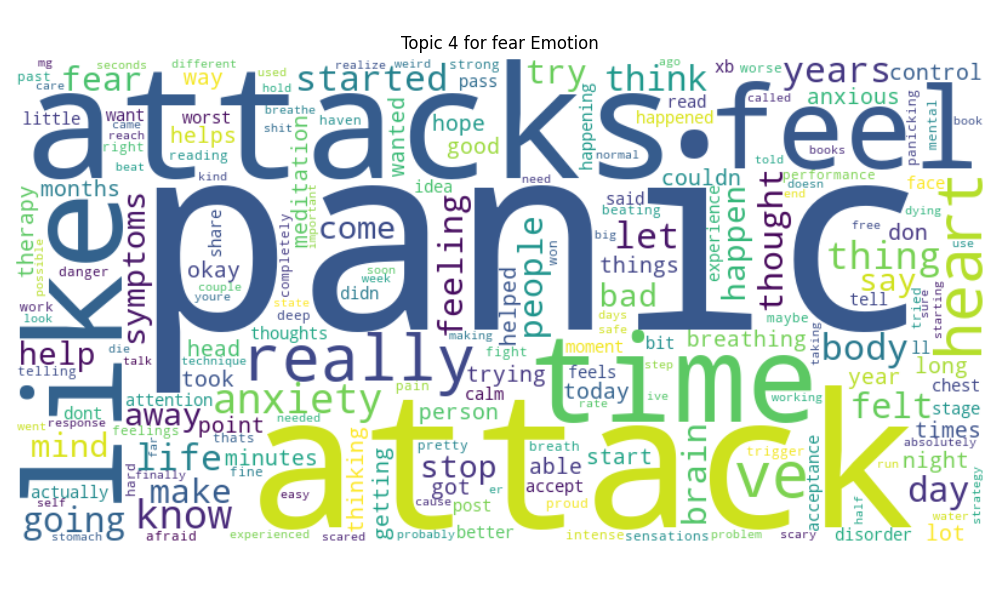 Topic 4 for fear Emotion
mg seconds different used realize weird strong ago xb worse years control
past care fear way hold started pass try think called anxious book
little want came reach right worst helps reading beat shit breathe haven wanted hope good happening read happened books panicking mental
attacks feel
kind meditation important idea need normal couldn told doesn performance end face dying
therapy months symptoms share completely said beating experience happen thought free don use
like panic heart
possible danger okay couple youre come soon week didn feeling people won big let things thing say tell tried sure starting
work look die talk state deep thoughts making helped days safe bad maybe taking ll
help telling head technique really fight moment bit breathing body long
took trying calm feels step year chest
attention anxiety pain today time felt stage
dont away point needed person rate live working times
went response feelings thats pretty breath brain trigger absolutely
mind far life minutes fine thinking stop able start ve acceptance run night
actually hard finally make easy getting got er accept attack day strategy
self cause post proud half water
going know better
stomach afraid experienced scared probably intense sensations problem scary disorder lot